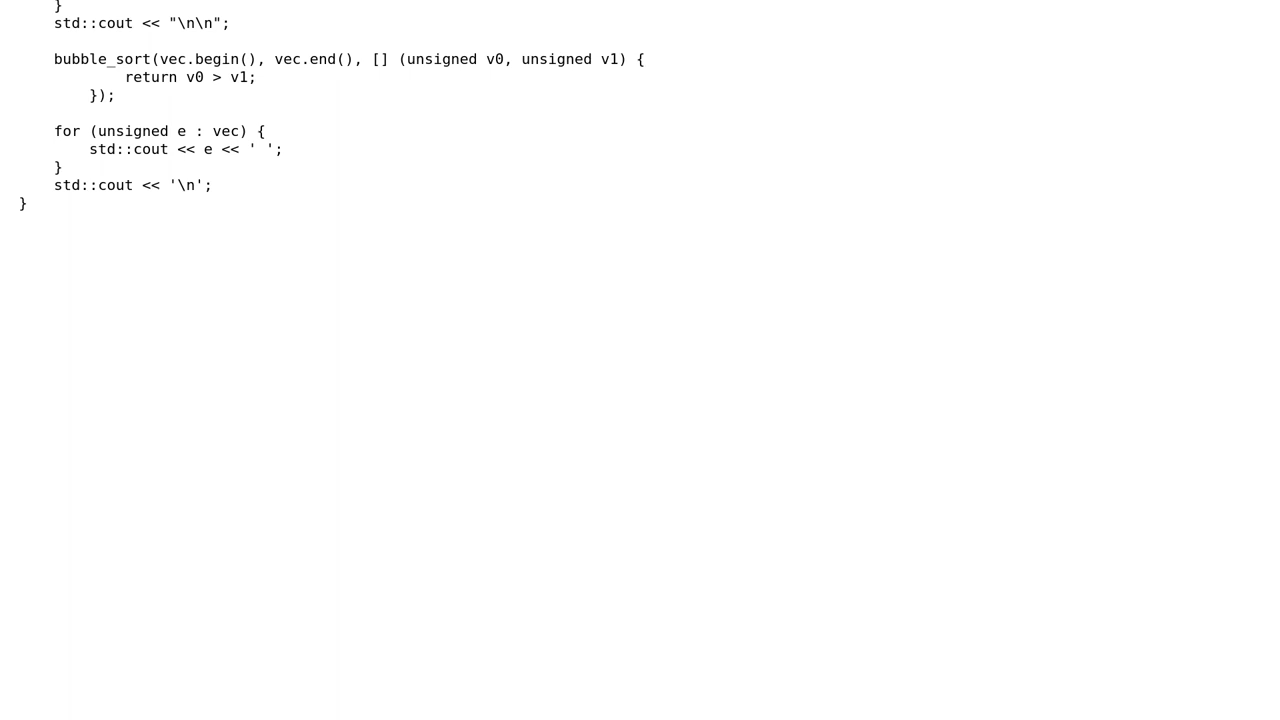 }
    std::cout << "\n\n";

    bubble_sort(vec.begin(), vec.end(), [] (unsigned v0, unsigned v1) {
            return v0 > v1;
        });

    for (unsigned e : vec) {
        std::cout << e << ' ';
    }
    std::cout << '\n';
}